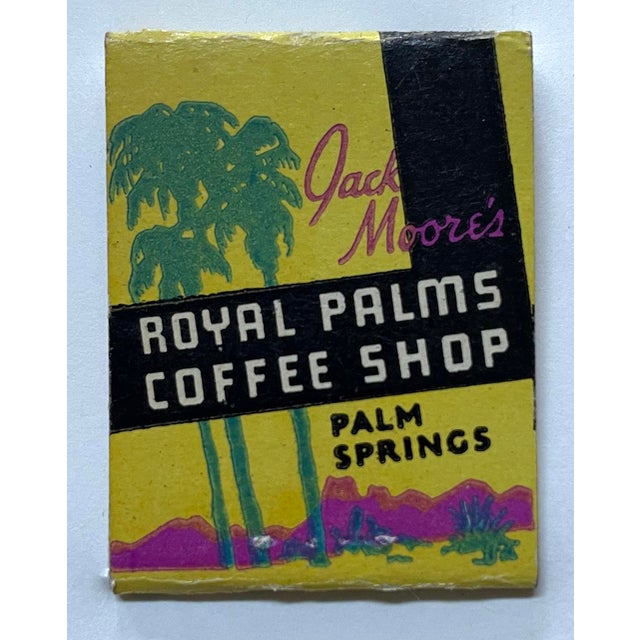 Jack
Moore's
ROYAL PALMS
COFFEE SHOP
PALM
SPRINGS